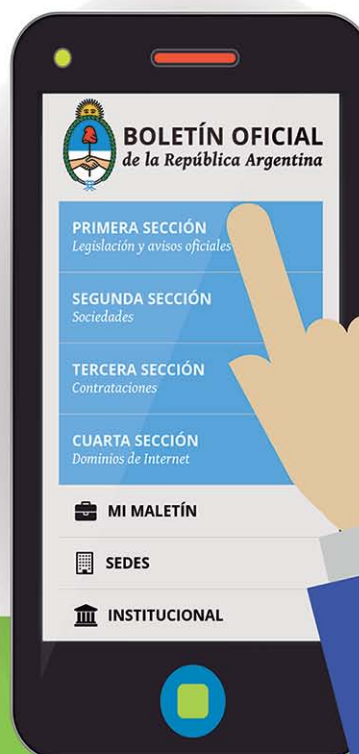 BOLETÍN OFICIAL
de la República Argentina
PRIMERA SECCIÓN
Legislación y avisos oficiales
SEGUNDA SECCIÓN
Sociedades
TERCERA SECCIÓN
Contrataciones
CUARTA SECCIÓN
Dominios de Internet
MI MALETÍN
SEDES
INSTITUCIONAL